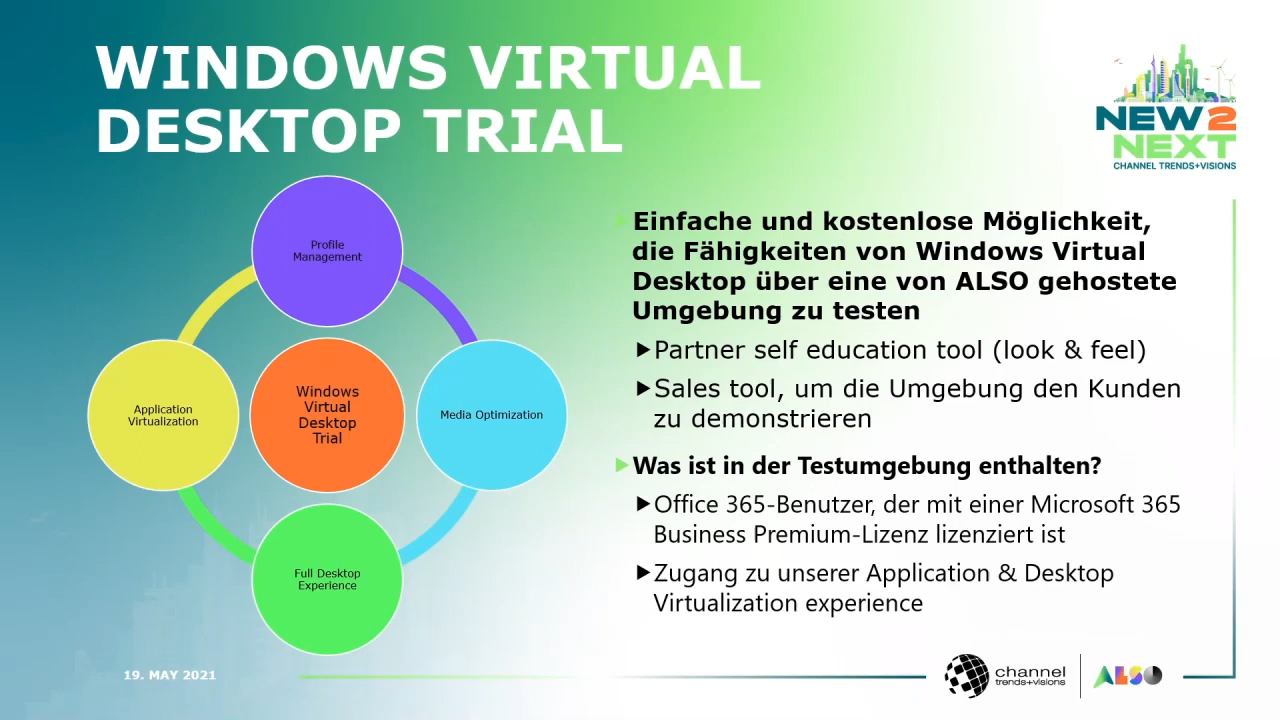 WINDOWS VIRTUAL
DESKTOP TRIAL
NEW2
NEXT
CHANNEL TRENDS+VISIONS
Profile
Management
Application
Virtualization
Windows
Virtual
Desktop
Trial
Media Optimization
Full Desktop
Experience
Einfache und kostenlose Möglichkeit,
die Fähigkeiten von Windows Virtual
Desktop über eine von ALSO gehostete
Umgebung zu testen
Partner self education tool (look & feel)
Sales tool, um die Umgebung den Kunden
zu demonstrieren
Was ist in der Testumgebung enthalten?
Office 365-Benutzer, der mit einer Microsoft 365
Business Premium-Lizenz lizenziert ist
Zugang zu unserer Application & Desktop
Virtualization experience
19. MAY 2021
channel
trends+visions
ALSO